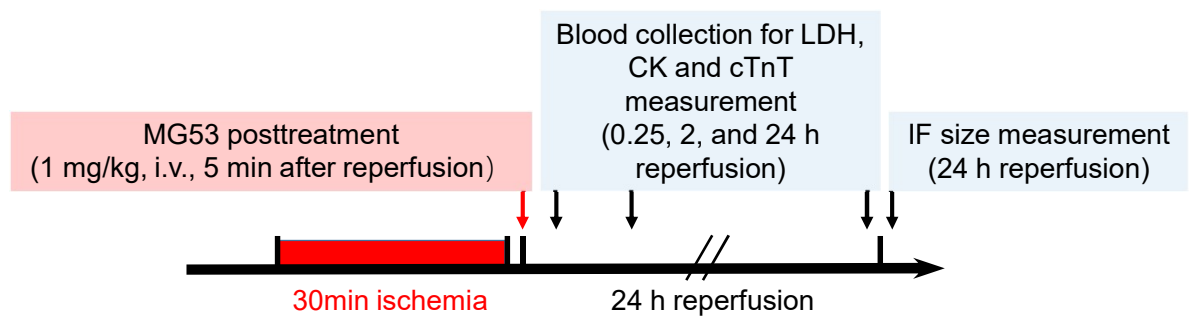 Blood collection for LDH,
CK and cTnT
measurement
(0.25, 2, and 24 h
reperfusion)
MG53 posttreatment
(1 mg/kg, i.v., 5 min after reperfusion)
IF size measurement
(24 h reperfusion)
30min ischemia
24 h reperfusion